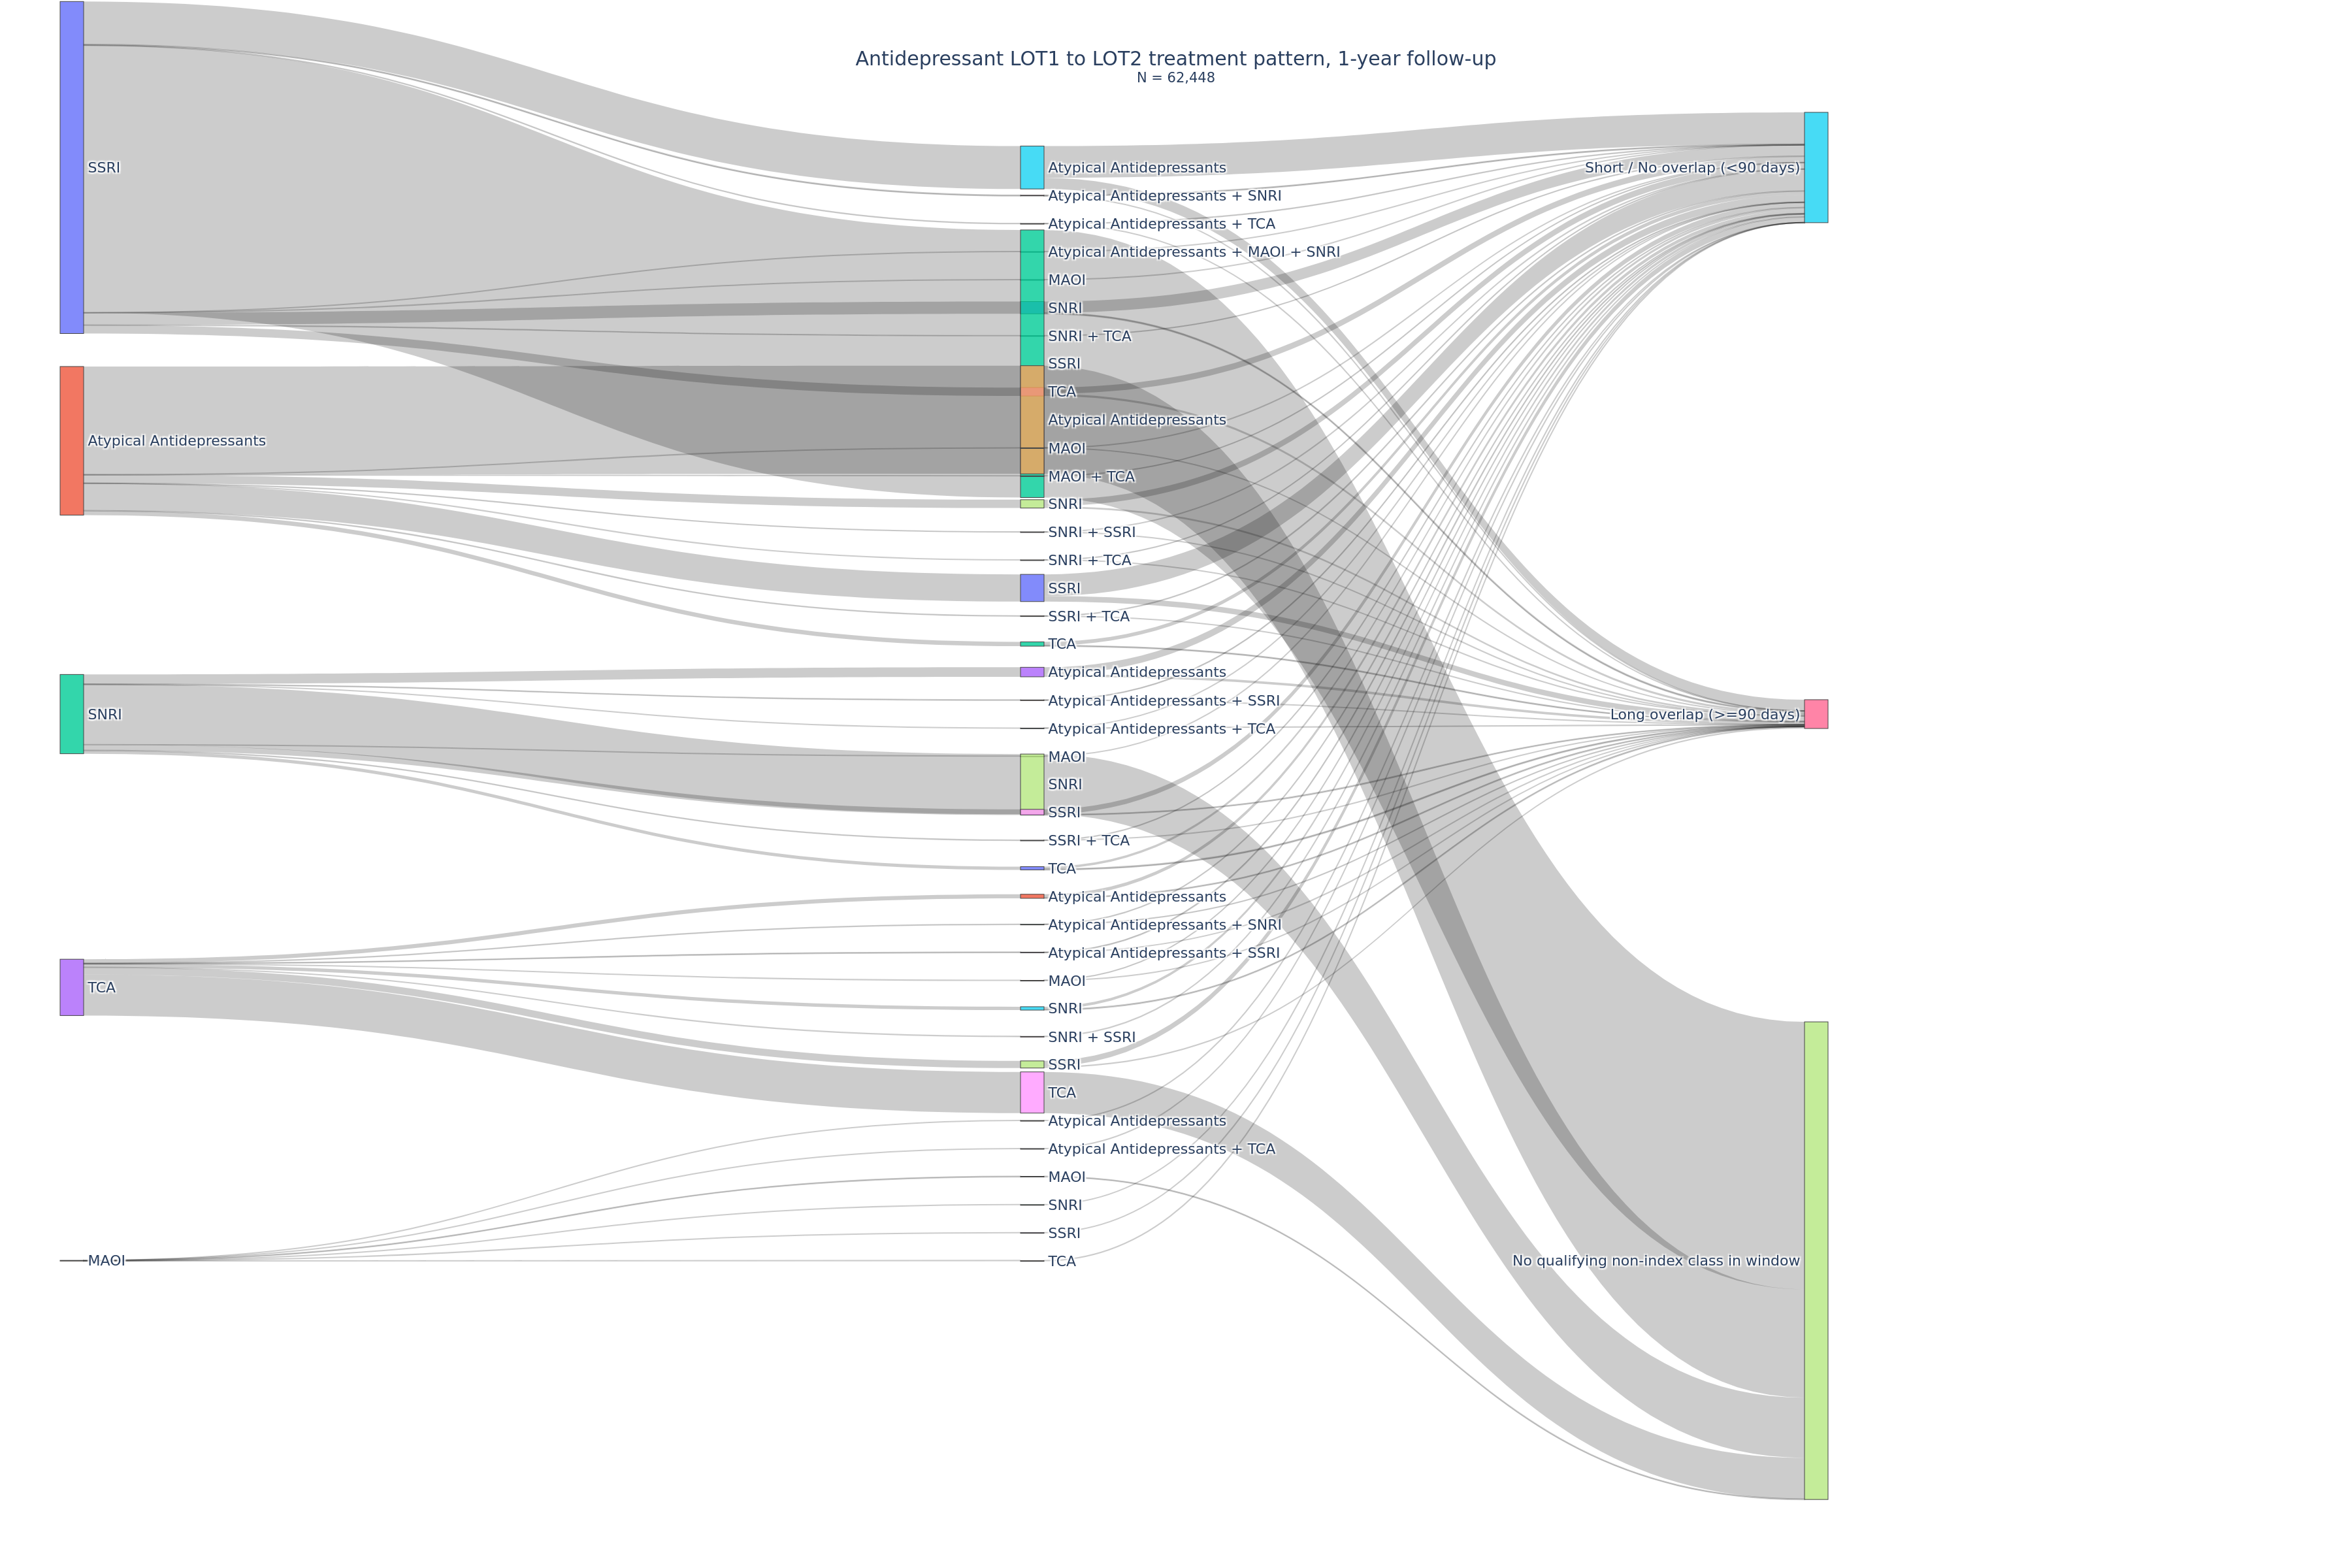 Antidepressant LOT1 to LOT2 treatment pattern, 1-year follow-up
N = 62,448
SSRI
Atypical Antidepressants
SNRI
TCA
MAOI
Atypical Antidepressants
Atypical Antidepressants + SNRI
Atypical Antidepressants + TCA
Atypical Antidepressants + MAOI + SNRI
MAOI
SNRI
SNRI + TCA
SSRI
TCA
Atypical Antidepressants
MAOI
MAOI + TCA
SNRI
SNRI + SSRI
SNRI + TCA
SSRI
SSRI + TCA
TCA
Atypical Antidepressants
Atypical Antidepressants + SSRI
Atypical Antidepressants + TCA
MAOI
SNRI
SSRI
SSRI + TCA
TCA
Atypical Antidepressants
Atypical Antidepressants + SNRI
Atypical Antidepressants + SSRI
MAOI
SNRI
SNRI + SSRI
SSRI
TCA
Atypical Antidepressants
Atypical Antidepressants + TCA
MAOI
SNRI
SSRI
TCA
Short / No overlap (<90 days)
Long overlap (>=90 days)
No qualifying non-index class in window